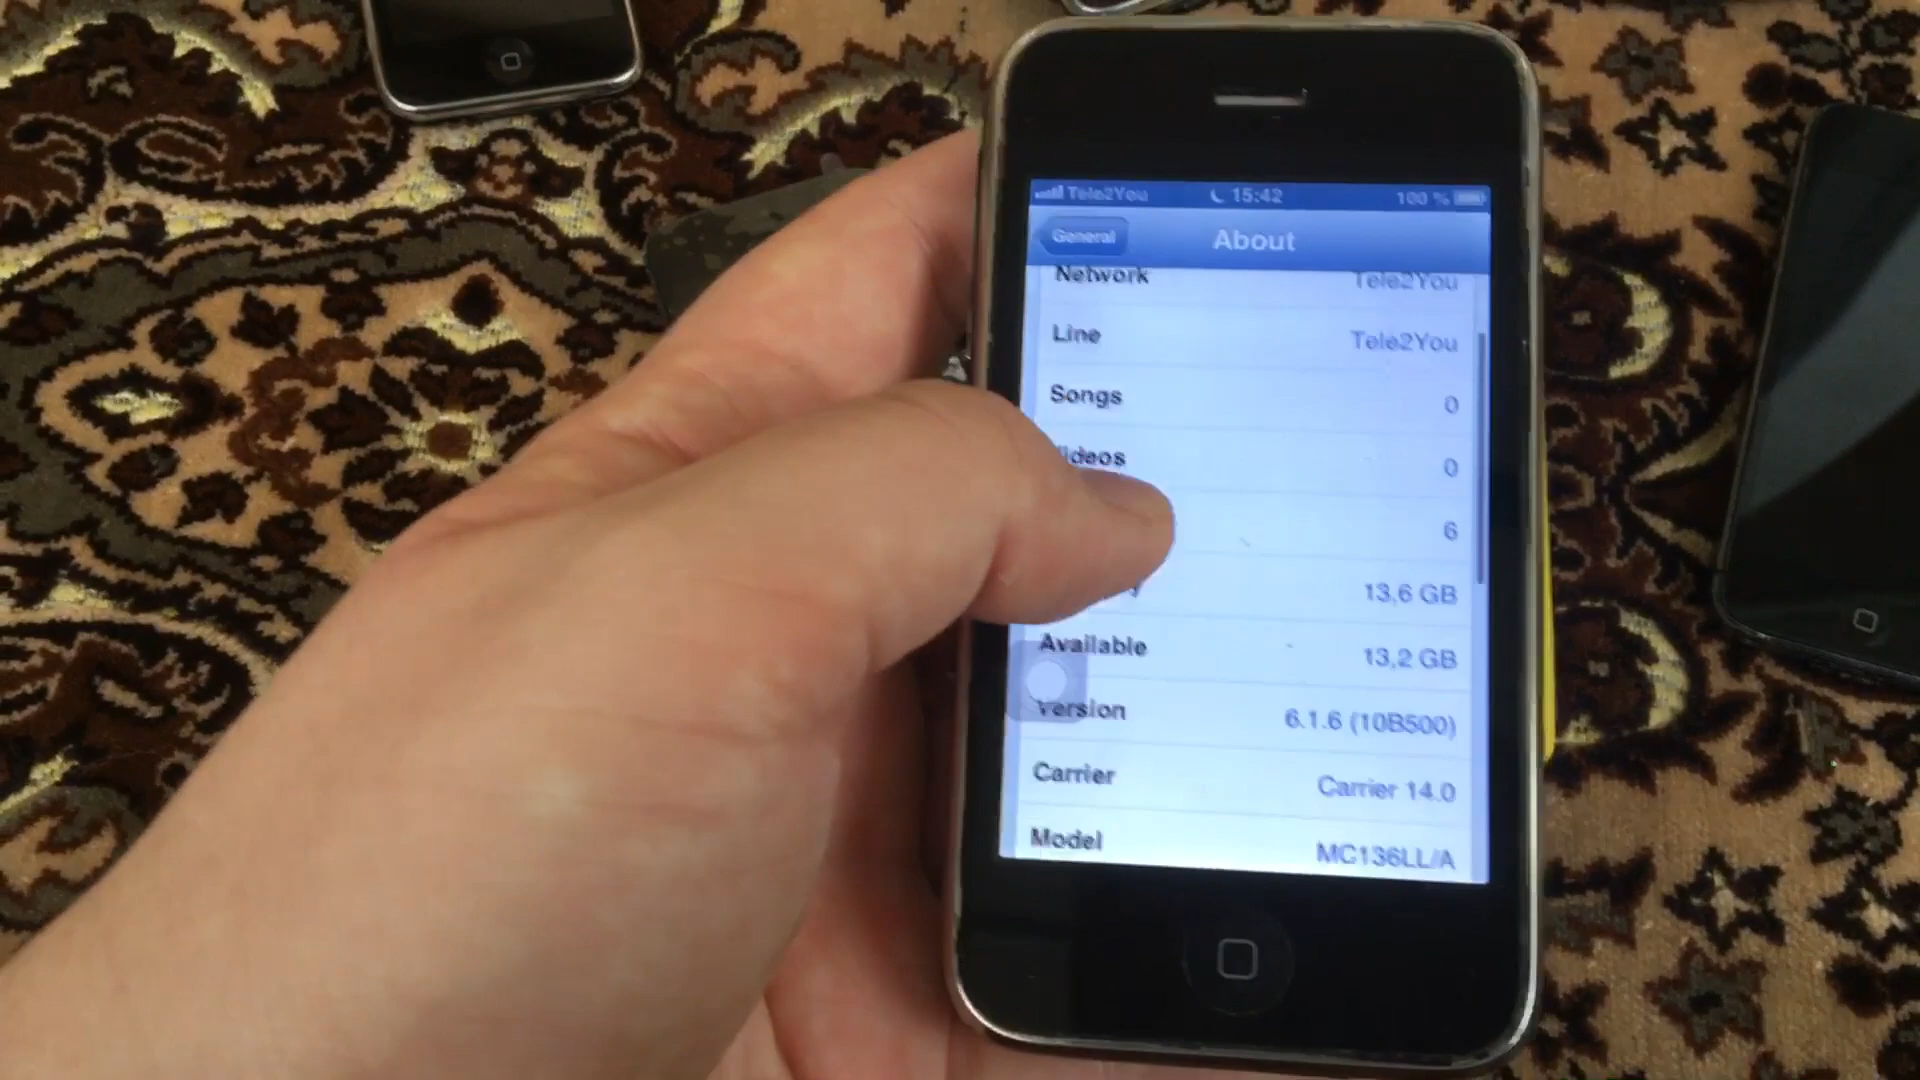 Tele2You 15:42 100 %
General About
Network Tele2You
Line Tele2You
Songs 0
ideos 0
6
13,6 GB
Available 13,2 GB
Version 6.1.6 (10B500)
Carrier Carrier 14.0
Model MC136LL/A